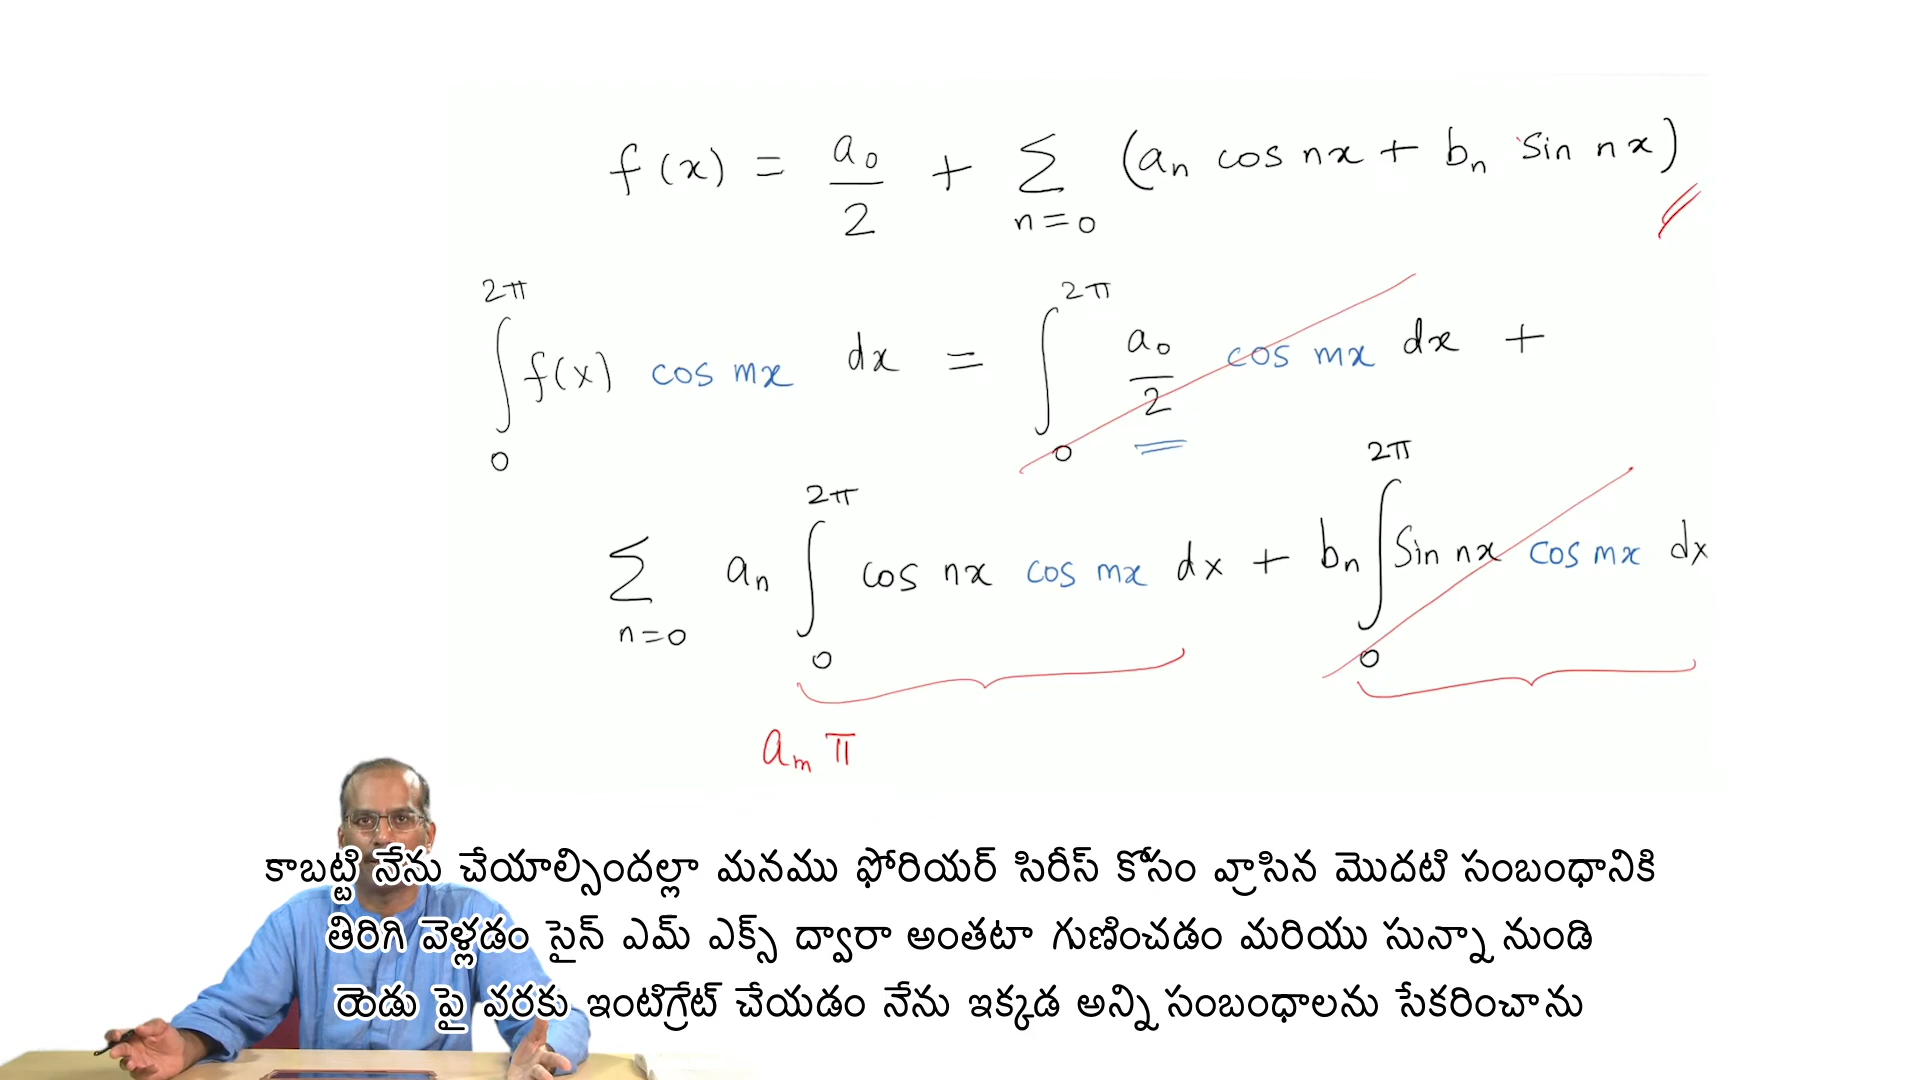 f(x) = a₀/2 + Σ n=0 (aₙ cos nx + bₙ sin nx)
∫₀^2π f(x) cos mx dx = ∫₀^2π a₀/2 cos mx dx +
Σ n=0 aₙ ∫₀^2π cos nx cos mx dx + bₙ ∫₀^2π Sin nx cos mx dx
aₘ π
కాబట్టి నేను చేయాల్సిందల్లా మనము ఫోరియర్ సిరీస్ కోసం వ్రాసిన మొదటి సంబంధానికి
తిరిగి వెళ్లడం సైన్ ఎమ్ ఎక్స్ ద్వారా అంతటా గుణించడం మరియు సున్నా నుండి
రెండు పై వరకు ఇంటిగ్రేట్ చేయడం నేను ఇక్కడ అన్ని సంబంధాలను సేకరించాను